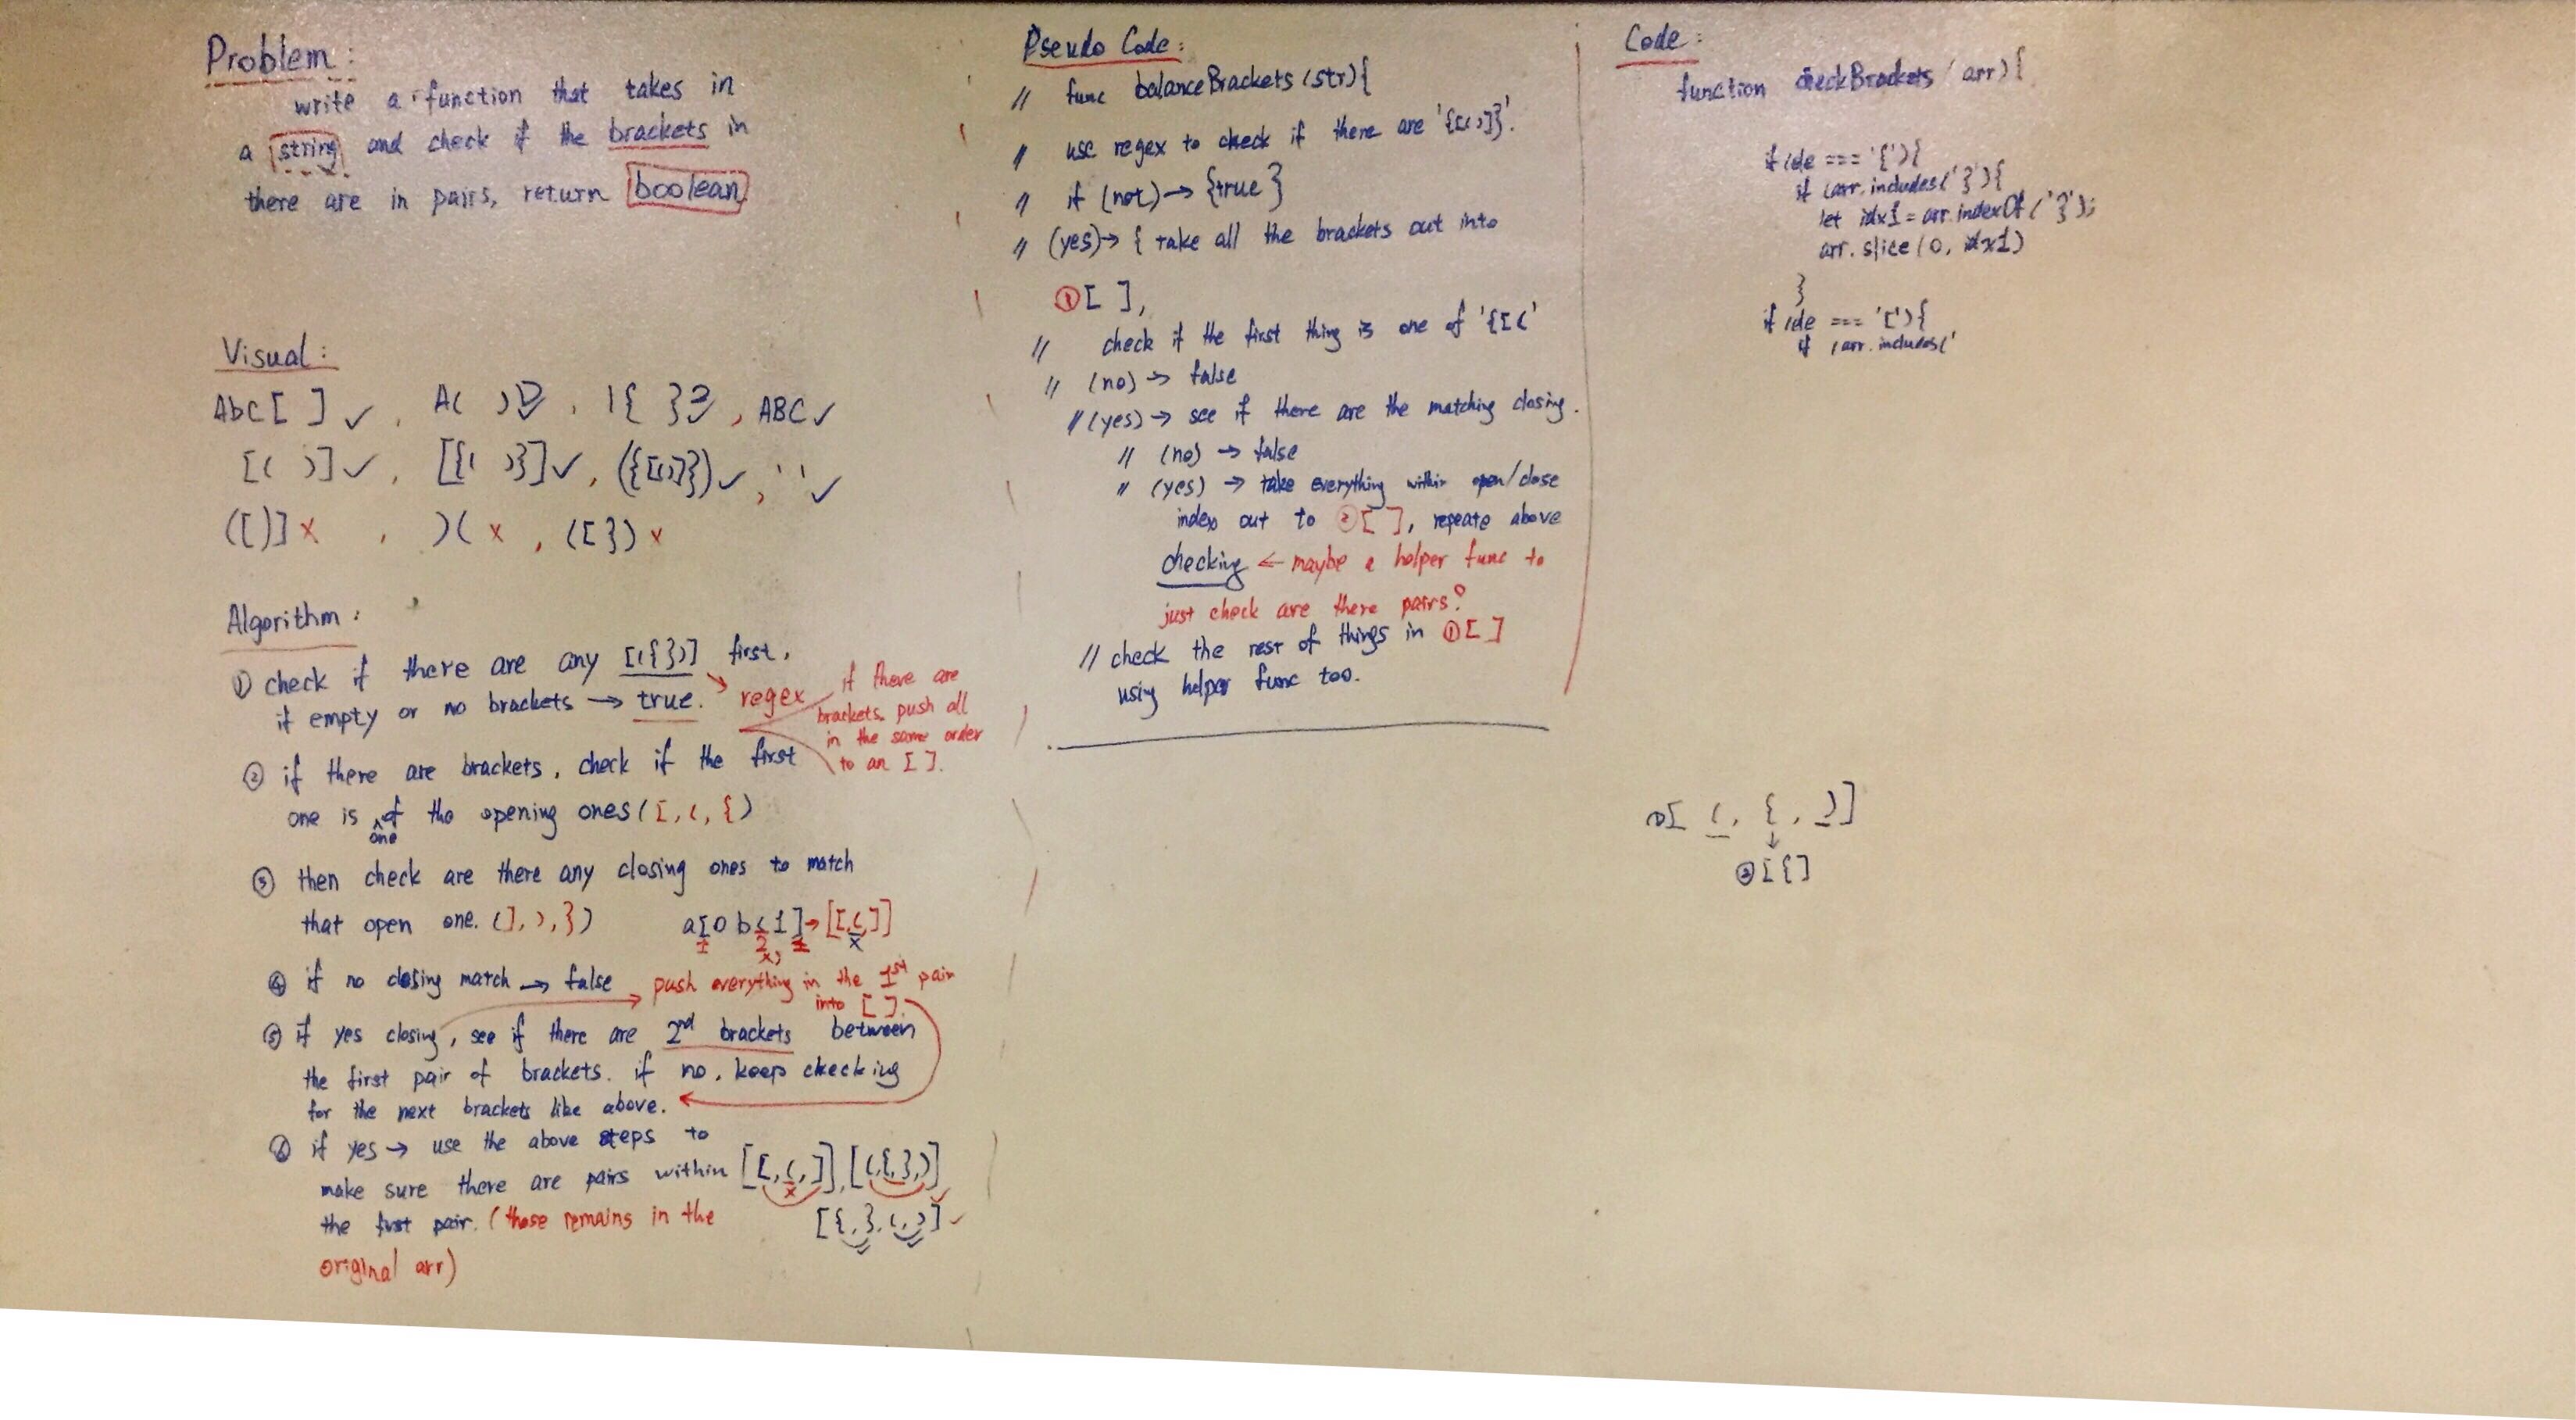 Problem:
write a function that takes in
a string and check if the brackets in
there are in pairs, return boolean
Visual:
Abc[ ] ✓ , A( ) ✓ , 1{ } ✓ , ABC ✓
[( )] ✓ , [{( )}] ✓ , ({[()]}) ✓ , ' ' ✓
([)] x , )( x , ([}) x
Algorithm:
① check if there are any [({})] first,
if empty or no brackets → true.
regex
if there are
brackets, push all
in the same order
to an [ ].
② if there are brackets, check if the first
one is of the opening ones ([, (, {)
one
③ then check are there any closing ones to match
that open one. (], ), })
a[0b(1] → [[,(,]]
1 2 1 x
x,
④ if no closing match → false
push everything in the 1st pair
into [ ].
⑤ if yes closing, see if there are 2nd brackets between
the first pair of brackets. if no, keep checking
for the next brackets like above.
⑥ if yes → use the above steps to
make sure there are pairs within
the first pair. (those remains in the
original arr)
[[,(,]], [(,{,},)]
x ✓
[{,},(,)] ✓
Pseudo Code:
// func balanceBrackets (str) {
// use regex to check if there are '{[()]}'.
// if (not) → {true}
// (yes) → { take all the brackets out into
① [ ],
// check if the first thing is one of '{[('
// (no) → false
// (yes) → see if there are the matching closing.
// (no) → false
// (yes) → take everything within open/close
index out to ② [ ], repeate above
checking ← maybe a helper func to
just check are there pairs?
// check the rest of things in ① [ ]
using helper func too.
Code:
function checkBrackets (arr) {
if (de === '{') {
if (arr.includes('}') {
let idx1 = arr.indexOf('}');
arr.slice(0, idx1)
}
if (de === '[') {
if (arr.includes('
① [ (, {, ) ]
↓
② [{]